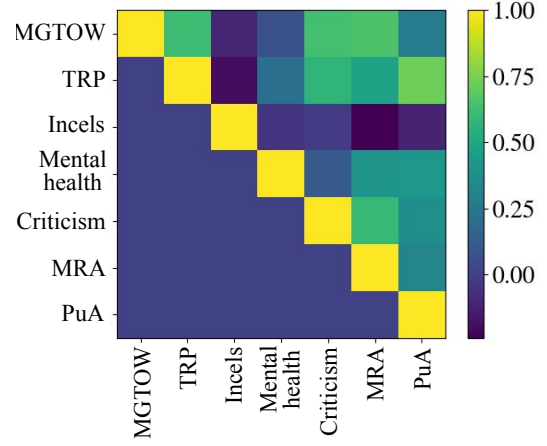 MGTOW
TRP
Incels
Mental
health
Criticism
MRA
PuA
MGTOW
TRP
Incels
Mental
health
Criticism
MRA
PuA
1.00
0.75
0.50
0.25
0.00